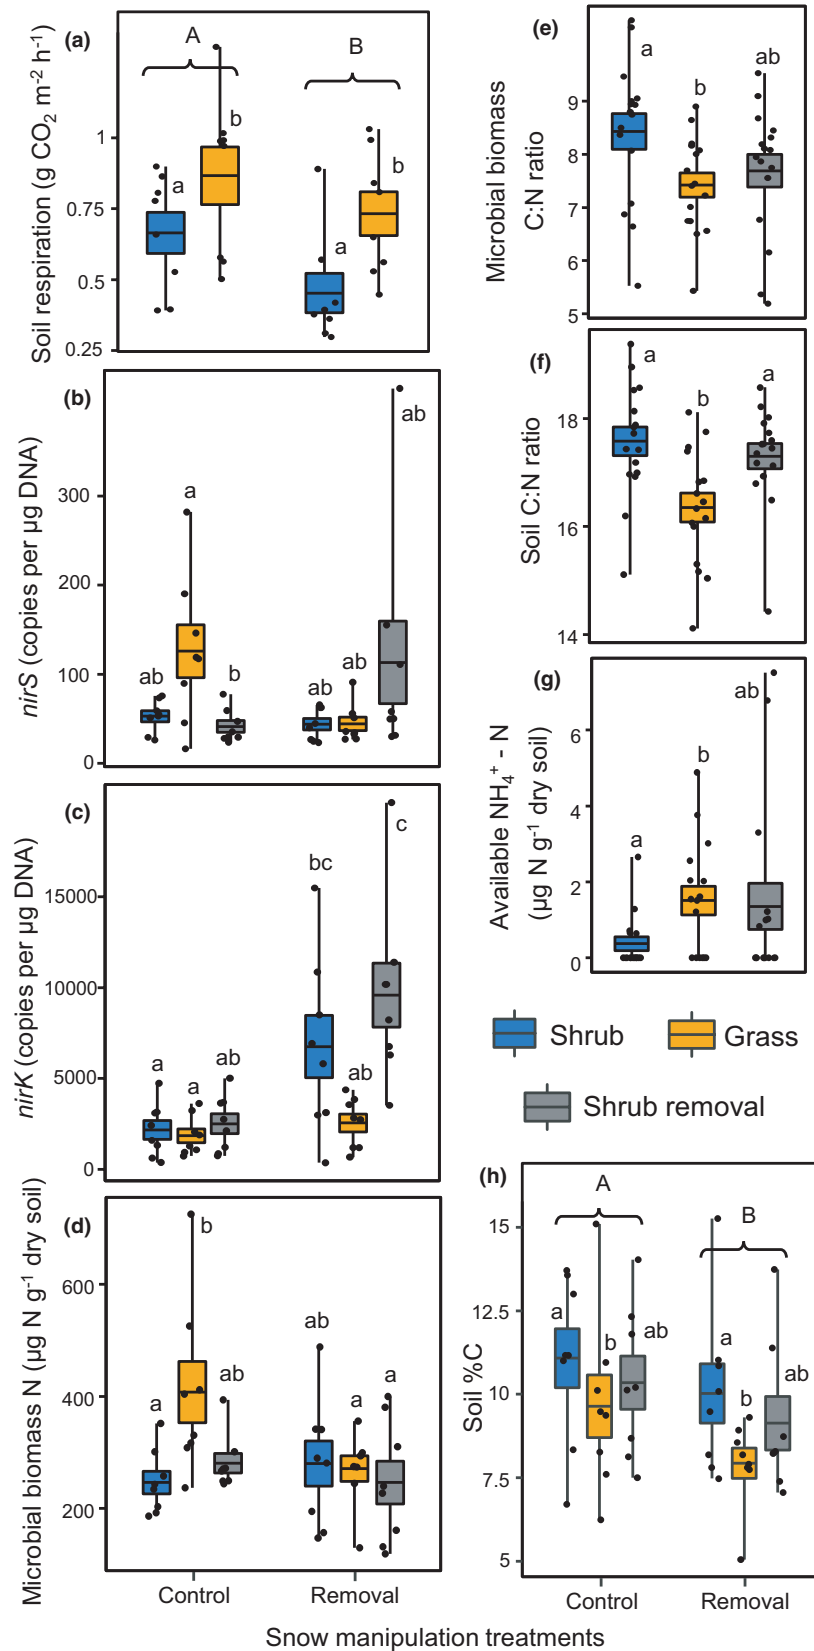 (a)
Soil respiration (g CO₂ m⁻² h⁻¹)
1
0.75
0.5
0.25
A
B
a
b
a
b
(b)
nirS (copies per µg DNA)
300
200
100
0
ab
a
b
ab
ab
ab
(c)
nirK (copies per µg DNA)
15000
10000
5000
0
a
a
ab
bc
ab
c
(d)
Microbial biomass N (µg N g⁻¹ dry soil)
600
400
200
a
b
ab
ab
a
a
Control
Removal
(e)
Microbial biomass
C:N ratio
9
8
7
6
5
a
b
ab
(f)
Soil C:N ratio
18
16
14
a
b
a
(g)
Available NH₄⁺ - N
(µg N g⁻¹ dry soil)
6
4
2
0
a
b
ab
Shrub
Grass
Shrub removal
(h)
Soil %C
15
12.5
10
7.5
5
A
B
a
b
ab
a
b
ab
Control
Removal
Snow manipulation treatments